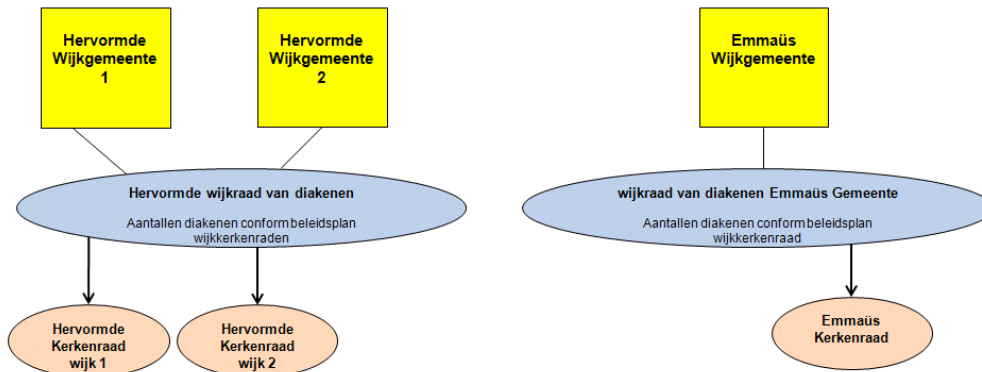 Hervormde
Wijkgemeente
1
Hervormde
Wijkgemeente
2
Emmaüs
Wijkgemeente
Hervormde wijkraad van diakenen
Aantallen diakenen conform beleidsplan
wijkkerkenraden
wijkraad van diakenen Emmaüs Gemeente
Aantallen diakenen conform beleidsplan
wijkkerkenraad
Hervormde
Kerkenraad
wijk 1
Hervormde
Kerkenraad
wijk 2
Emmaüs
Kerkenraad